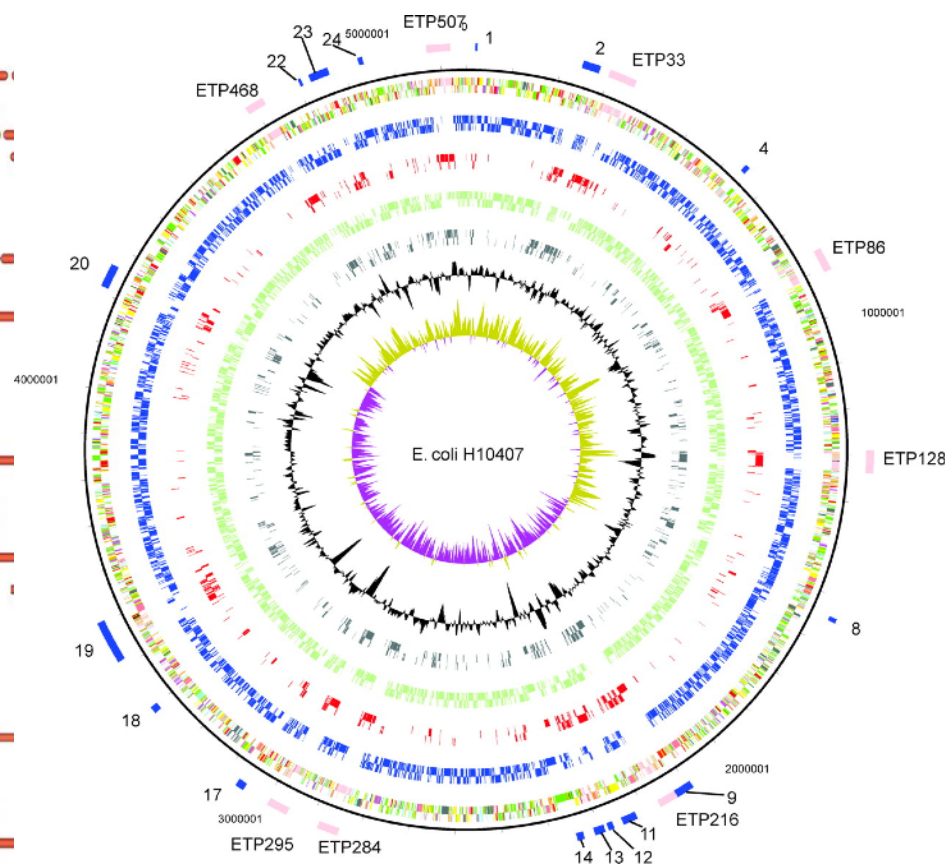 ETP507
0
1
2
ETP33
4
ETP86
1000001
ETP128
8
2000001
9
ETP216
11
12
13
14
ETP284
ETP295
3000001
17
18
19
4000001
20
ETP468
22
23
24
5000001
E. coli H10407